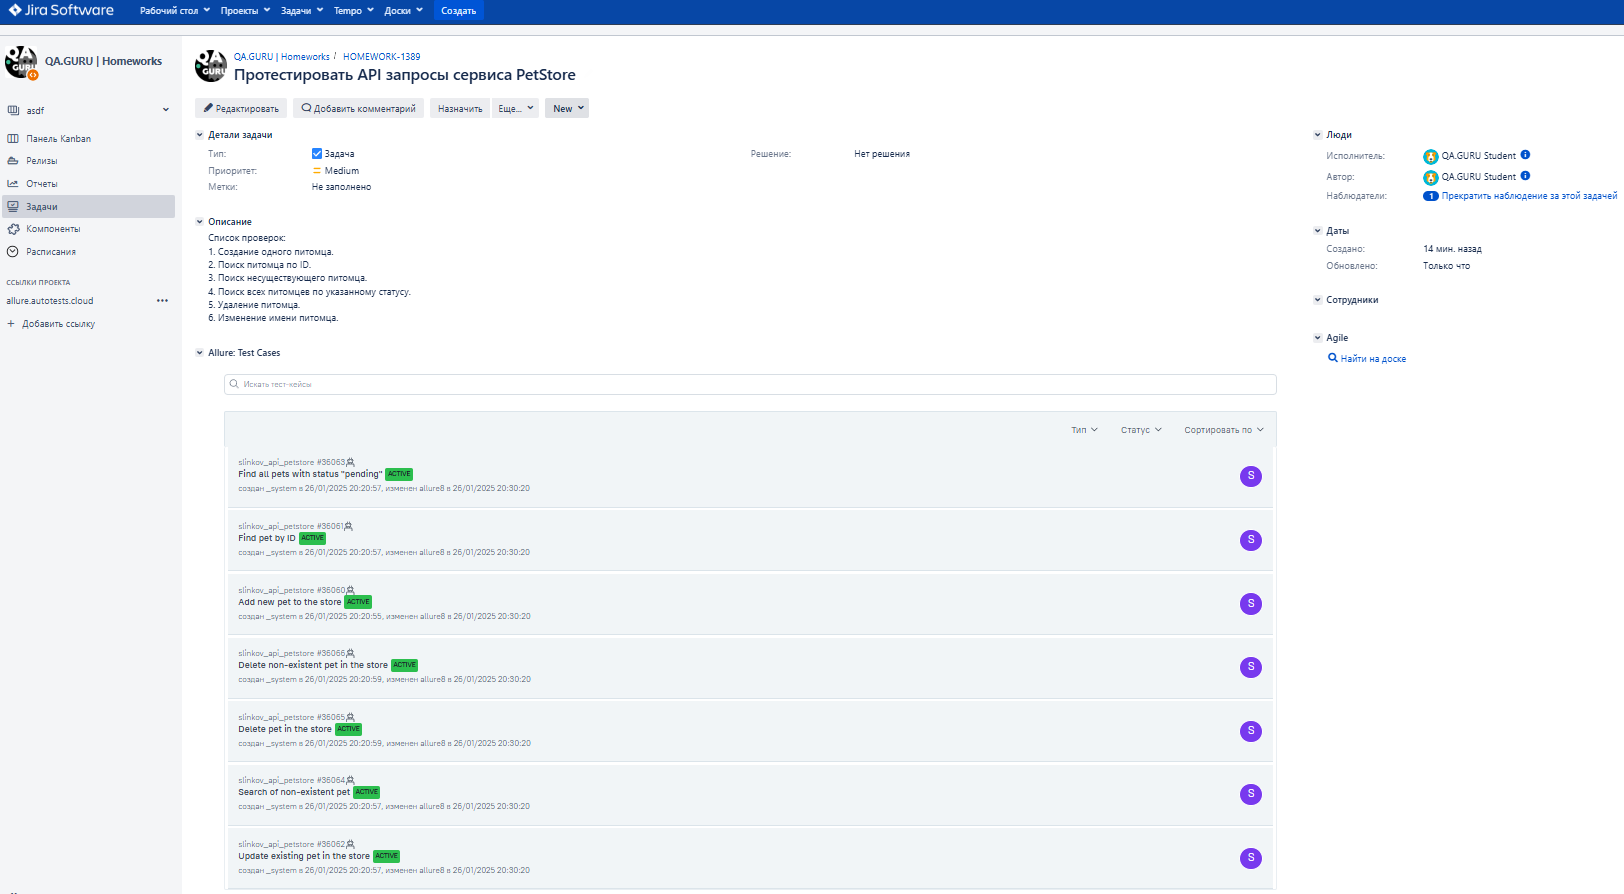 Jira Software Рабочий стол Проекты Задачи Tempo Доски Создать
QA.GURU | Homeworks
asdf
Панель Kanban
Релизы
Отчеты
Задачи
Компоненты
Расписания
ССЫЛКИ ПРОЕКТА
allure.autotests.cloud
Добавить ссылку
QA.GURU | Homeworks / HOMEWORK-1389
Протестировать API запросы сервиса PetStore
Редактировать Добавить комментарий Назначить Еще... New
Детали задачи
Тип: Задача
Приоритет: Medium
Метки: Не заполнено
Решение: Нет решения
Описание
Список проверок:
1. Создание одного питомца.
2. Поиск питомца по ID.
3. Поиск несуществующего питомца.
4. Поиск всех питомцев по указанному статусу.
5. Удаление питомца.
6. Изменение имени питомца.
Allure: Test Cases
Искать тест-кейсы
Тип Статус Сортировать по
slinkov_api_petstore #36063
Find all pets with status "pending" ACTIVE
создан _system в 26/01/2025 20:20:57, изменен allure8 в 26/01/2025 20:30:20
S
slinkov_api_petstore #36061
Find pet by ID ACTIVE
создан _system в 26/01/2025 20:20:57, изменен allure8 в 26/01/2025 20:30:20
S
slinkov_api_petstore #36060
Add new pet to the store ACTIVE
создан _system в 26/01/2025 20:20:55, изменен allure8 в 26/01/2025 20:30:20
S
slinkov_api_petstore #36066
Delete non-existent pet in the store ACTIVE
создан _system в 26/01/2025 20:20:59, изменен allure8 в 26/01/2025 20:30:20
S
slinkov_api_petstore #36065
Delete pet in the store ACTIVE
создан _system в 26/01/2025 20:20:59, изменен allure8 в 26/01/2025 20:30:20
S
slinkov_api_petstore #36064
Search of non-existent pet ACTIVE
создан _system в 26/01/2025 20:20:57, изменен allure8 в 26/01/2025 20:30:20
S
slinkov_api_petstore #36062
Update existing pet in the store ACTIVE
создан _system в 26/01/2025 20:20:57, изменен allure8 в 26/01/2025 20:30:20
S
Люди
Исполнитель: QA.GURU Student
Автор: QA.GURU Student
Наблюдатели: 1 Прекратить наблюдение за этой задачей
Даты
Создано: 14 мин. назад
Обновлено: Только что
Сотрудники
Agile
Найти на доске